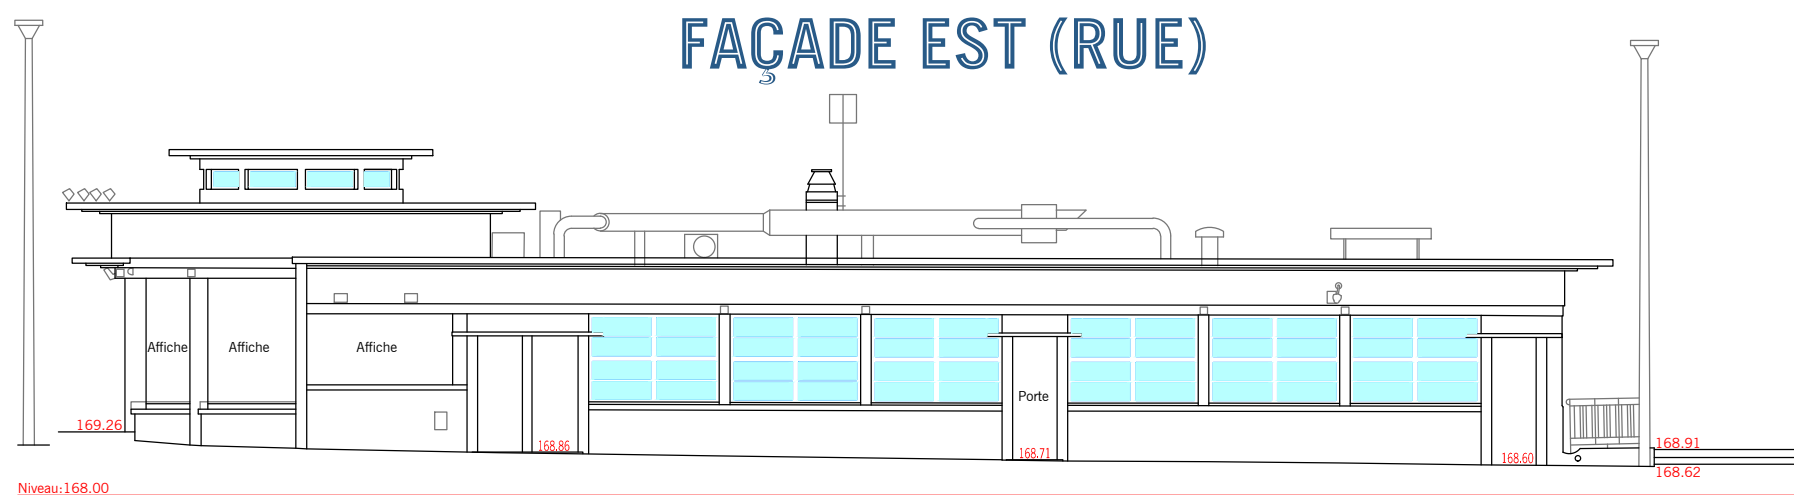 FAÇADE EST (RUE)
Affiche
Affiche
Affiche
Porte
169.26
168.86
168.71
168.60
168.91
168.62
Niveau:168.00